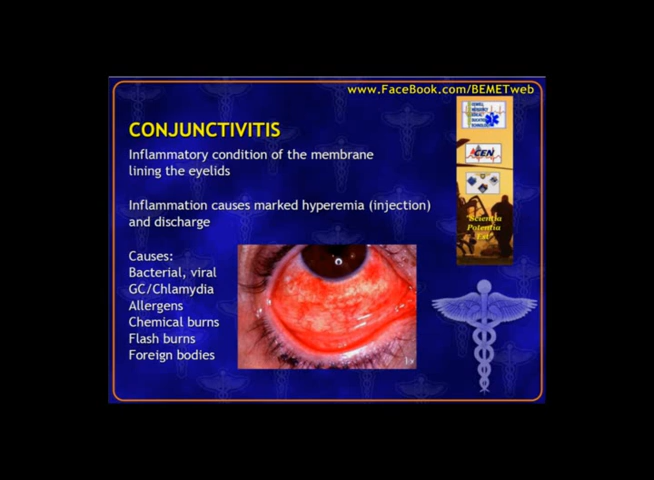 www.FaceBook.com/BEMETweb
CONJUNCTIVITIS
Inflammatory condition of the membrane
lining the eyelids
Inflammation causes marked hyperemia (injection)
and discharge
Causes:
Bacterial, viral
GC/Chlamydia
Allergens
Chemical burns
Flash burns
Foreign bodies
ACEN
"Scientia
Potentia
Est"